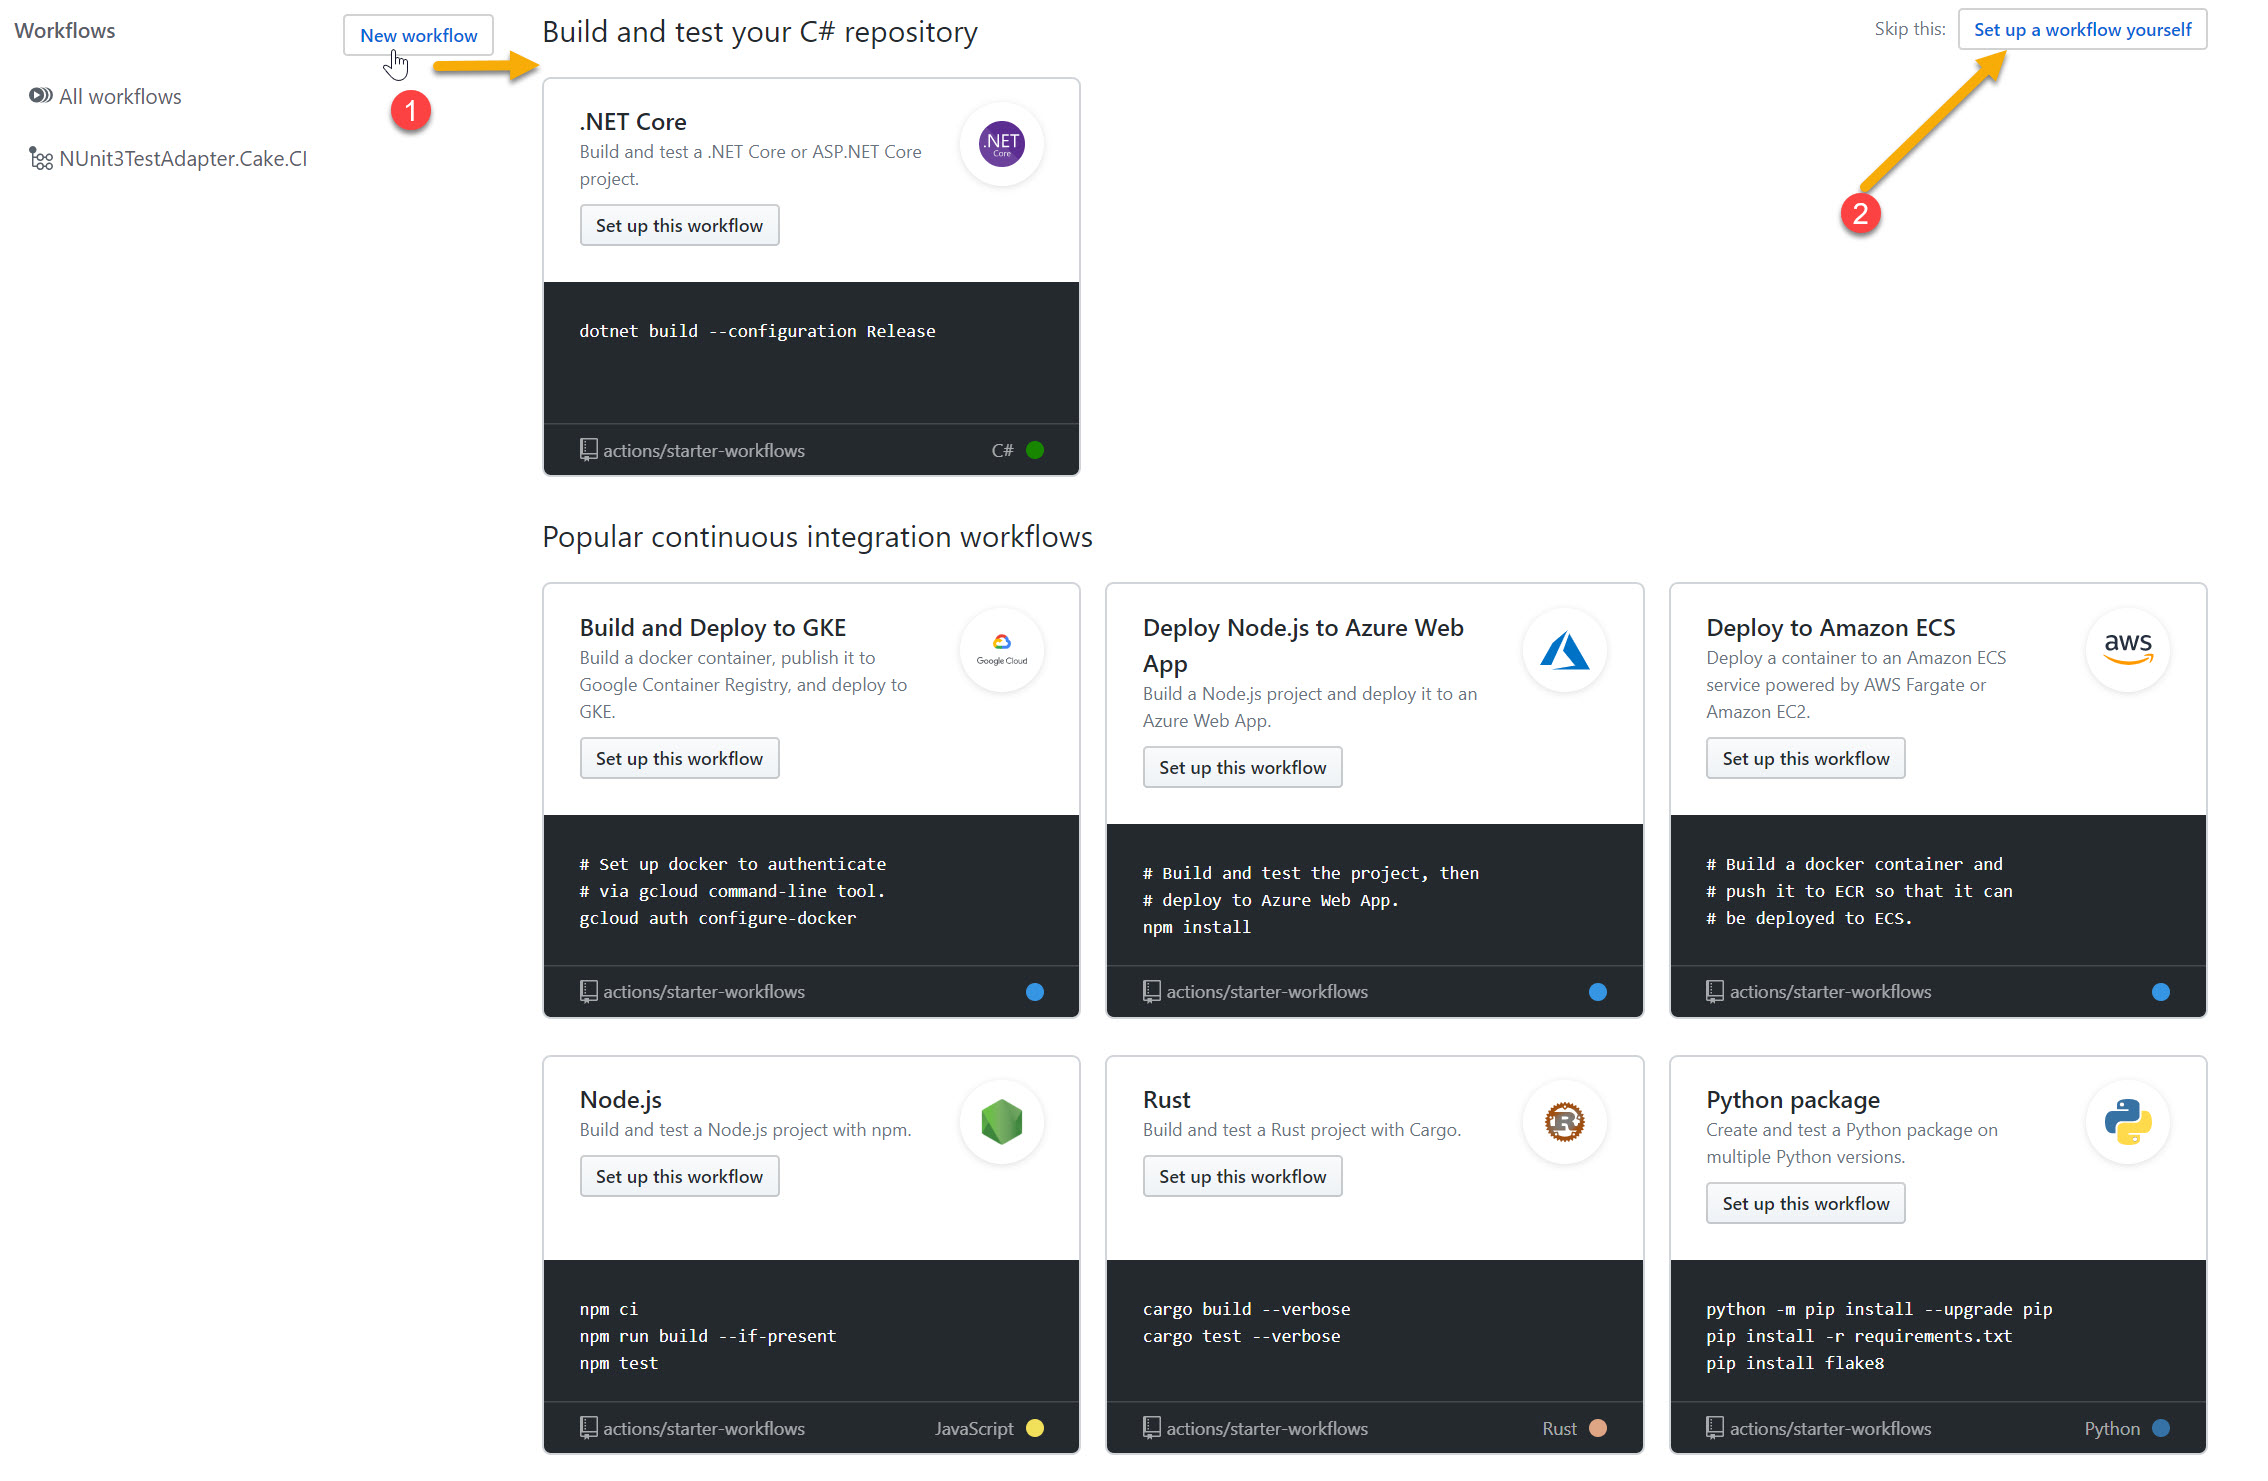 Workflows
New workflow
1
All workflows
NUnit3TestAdapter.Cake.CI
Build and test your C# repository
Skip this:
Set up a workflow yourself
2
.NET Core
Build and test a .NET Core or ASP.NET Core
project.
.NET
Core
Set up this workflow
dotnet build --configuration Release
actions/starter-workflows
C#
Popular continuous integration workflows
Build and Deploy to GKE
Build a docker container, publish it to
Google Container Registry, and deploy to
GKE.
Google Cloud
Set up this workflow
# Set up docker to authenticate
# via gcloud command-line tool.
gcloud auth configure-docker
actions/starter-workflows
Deploy Node.js to Azure Web
App
Build a Node.js project and deploy it to an
Azure Web App.
Set up this workflow
# Build and test the project, then
# deploy to Azure Web App.
npm install
actions/starter-workflows
Deploy to Amazon ECS
Deploy a container to an Amazon ECS
service powered by AWS Fargate or
Amazon EC2.
aws
Set up this workflow
# Build a docker container and
# push it to ECR so that it can
# be deployed to ECS.
actions/starter-workflows
Node.js
Build and test a Node.js project with npm.
Set up this workflow
npm ci
npm run build --if-present
npm test
actions/starter-workflows
JavaScript
Rust
Build and test a Rust project with Cargo.
R
Set up this workflow
cargo build --verbose
cargo test --verbose
actions/starter-workflows
Rust
Python package
Create and test a Python package on
multiple Python versions.
Set up this workflow
python -m pip install --upgrade pip
pip install -r requirements.txt
pip install flake8
actions/starter-workflows
Python